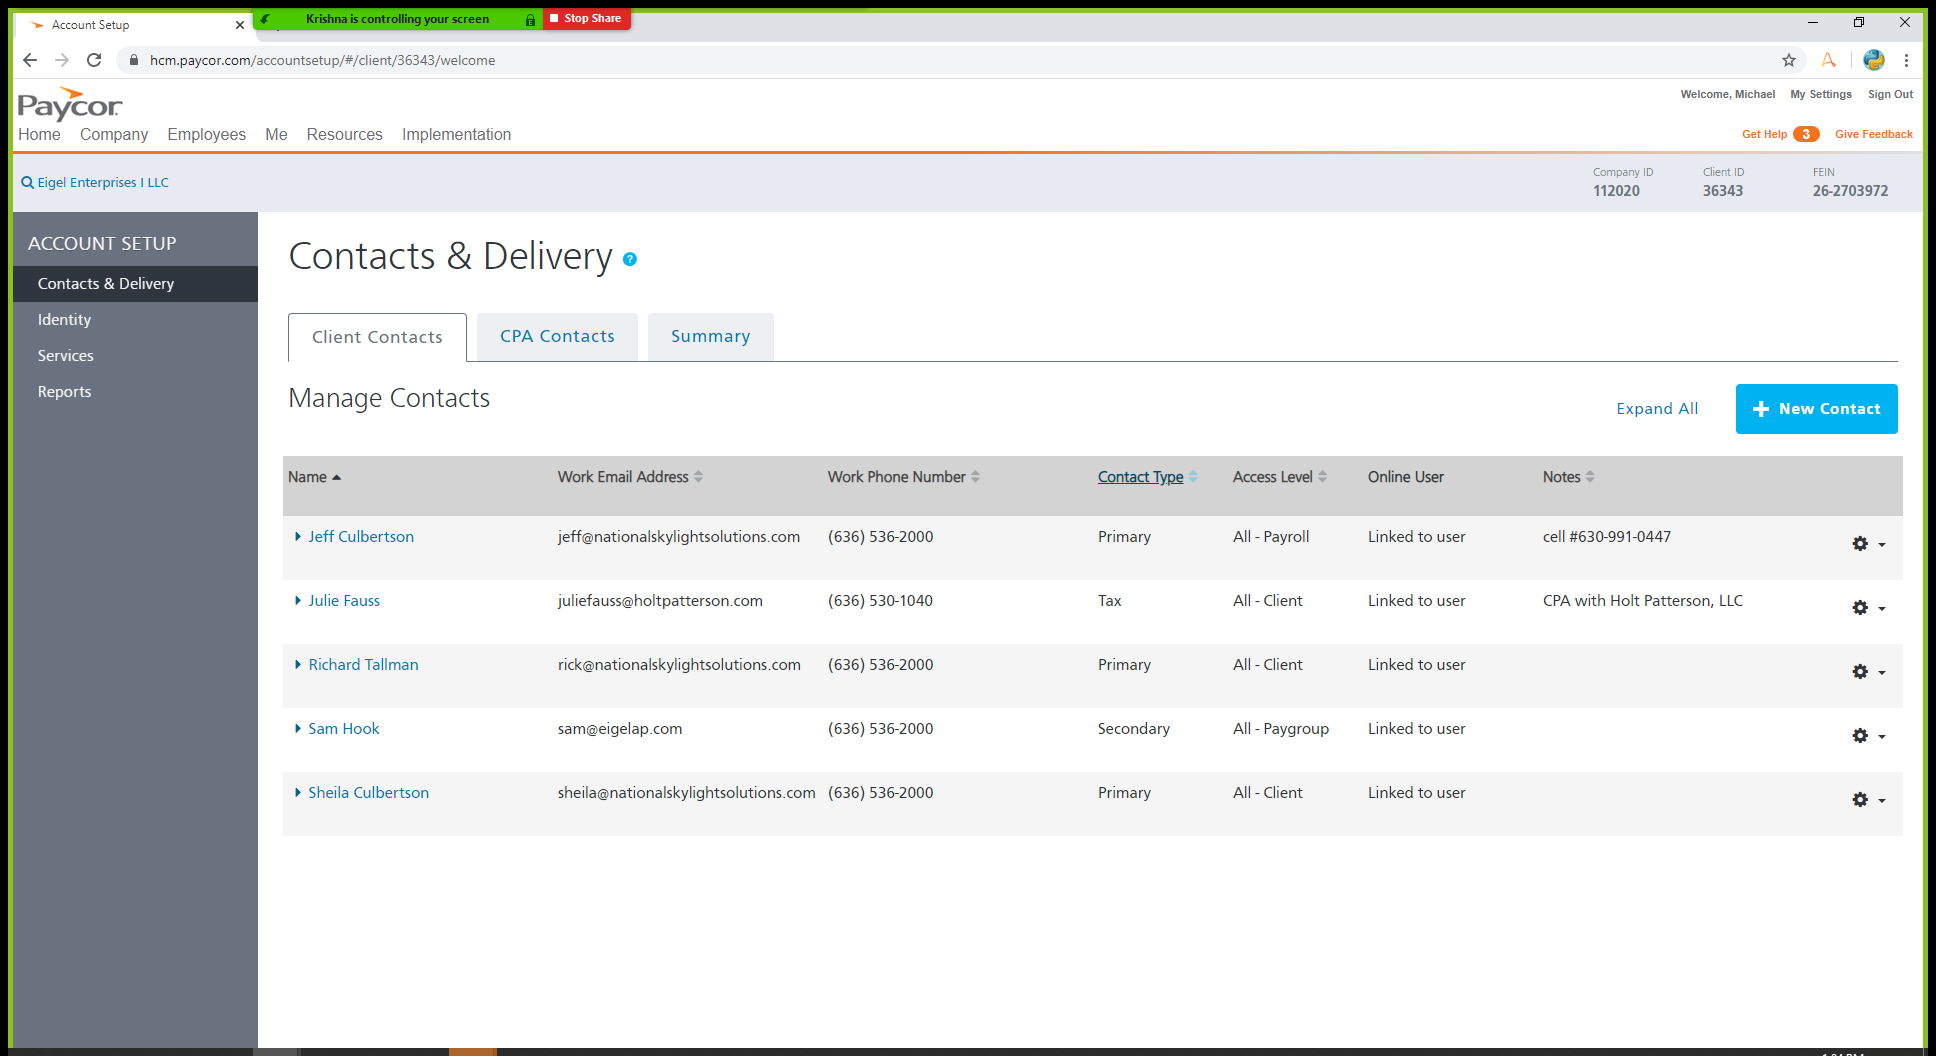 Account Setup
Krishna is controlling your screen
Stop Share
hcm.paycor.com/accountsetup/#/client/36343/welcome
Paycor
Welcome, Michael My Settings Sign Out
Home Company Employees Me Resources Implementation
Get Help 3 Give Feedback
Eigel Enterprises I LLC
Company ID Client ID FEIN
112020 36343 26-2703972
ACCOUNT SETUP
Contacts & Delivery
Identity
Services
Reports
Contacts & Delivery ?
Client Contacts CPA Contacts Summary
Manage Contacts
Expand All
New Contact
Name Work Email Address Work Phone Number Contact Type Access Level Online User Notes
Jeff Culbertson jeff@nationalskylightsolutions.com (636) 536-2000 Primary All - Payroll Linked to user cell #630-991-0447
Julie Fauss juliefauss@holtpatterson.com (636) 530-1040 Tax All - Client Linked to user CPA with Holt Patterson, LLC
Richard Tallman rick@nationalskylightsolutions.com (636) 536-2000 Primary All - Client Linked to user
Sam Hook sam@eigelap.com (636) 536-2000 Secondary All - Paygroup Linked to user
Sheila Culbertson sheila@nationalskylightsolutions.com (636) 536-2000 Primary All - Client Linked to user